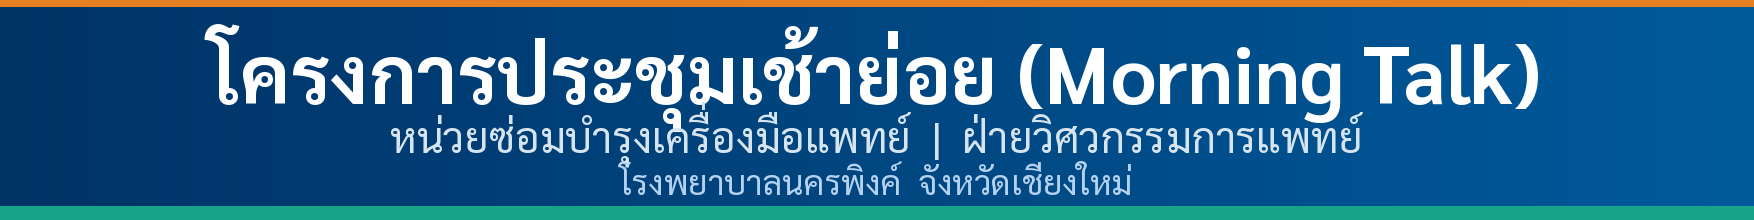 โครงการประชุมเช้าย่อย (Morning Talk)
หน่วยซ่อมบำรุงเครื่องมือแพทย์ | ฝ่ายวิศวกรรมการแพทย์
โรงพยาบาลนครพิงค์ จังหวัดเชียงใหม่